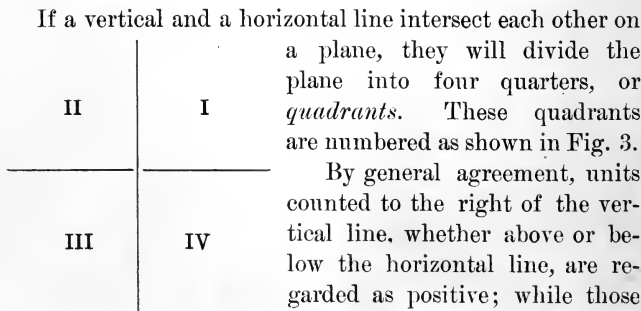 If a vertical and a horizontal line intersect each other on
a plane, they will divide the
plane into four quarters, or
quadrants. These quadrants
are numbered as shown in Fig. 3.
By general agreement, units
counted to the right of the ver-
tical line, whether above or be-
low the horizontal line, are re-
garded as positive; while those
II I
III IV